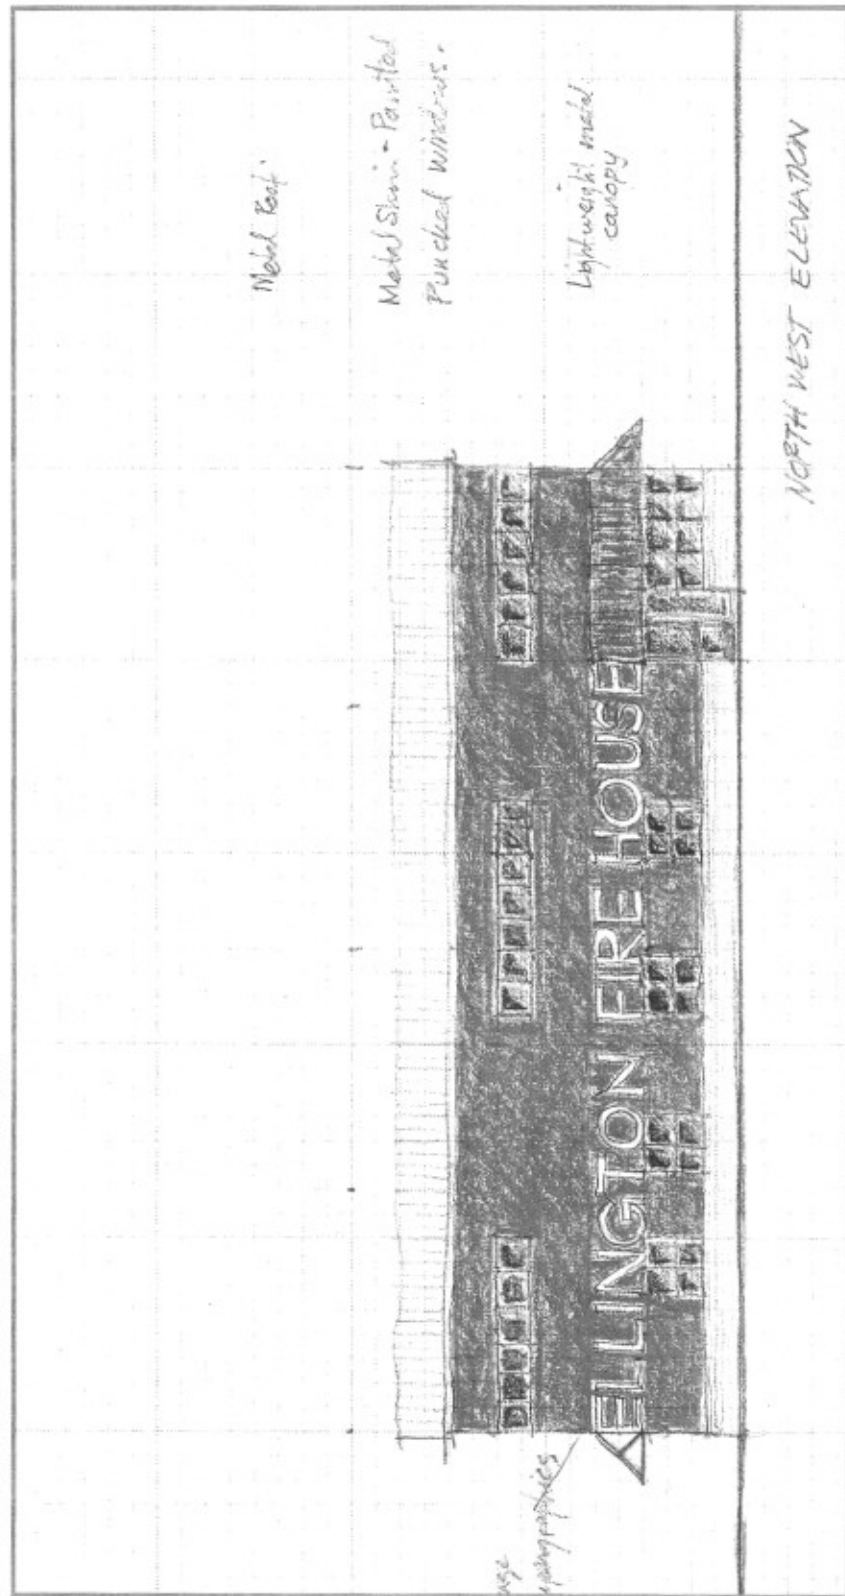 Metal Roof
Metal Skin - Painted
Punched windows.
Lightweight metal
canopy
ELLINGTON FIRE HOUSE
NORTH WEST ELEVATION